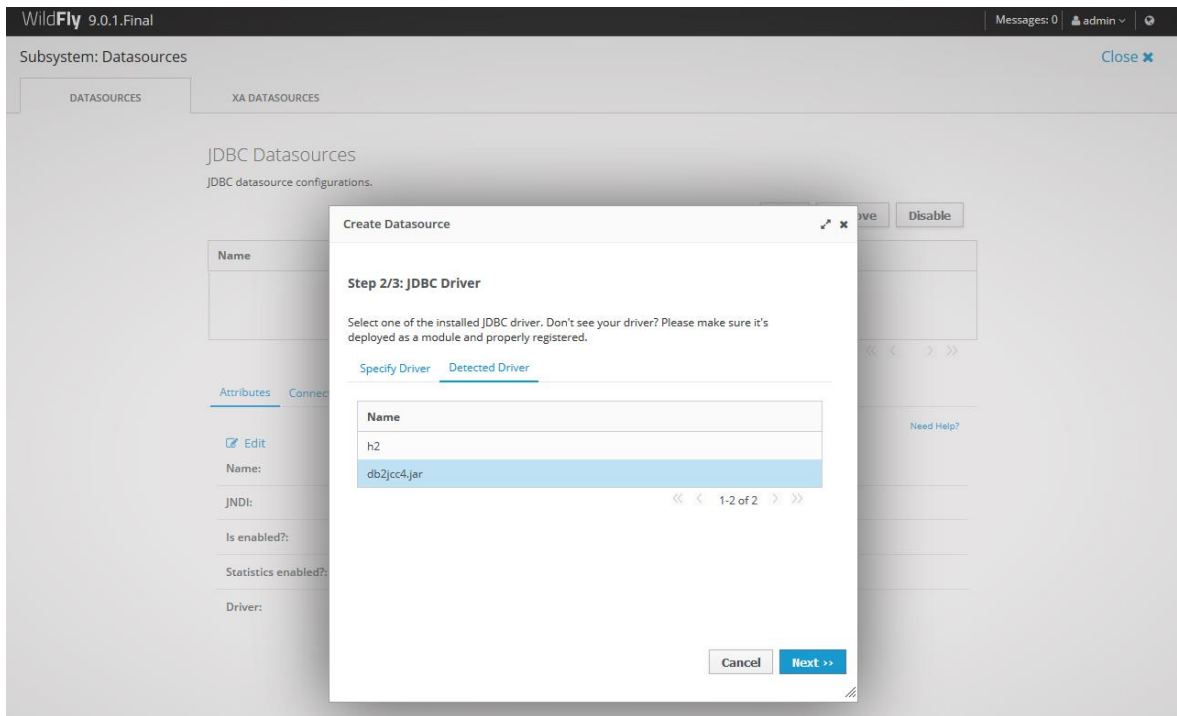 WildFly 9.0.1.Final
Messages: 0
admin
Subsystem: Datasources
Close
DATASOURCES
XA DATASOURCES
JDBC Datasources
JDBC datasource configurations.
Disable
Name
Create Datasource
Step 2/3: JDBC Driver
Select one of the installed JDBC driver. Don't see your driver? Please make sure it's
deployed as a module and properly registered.
Specify Driver
Detected Driver
Name
h2
db2jcc4.jar
1-2 of 2
Cancel
Next >>
Attributes
Need Help?
Edit
Name:
JNDI:
Is enabled?:
Statistics enabled?:
Driver: